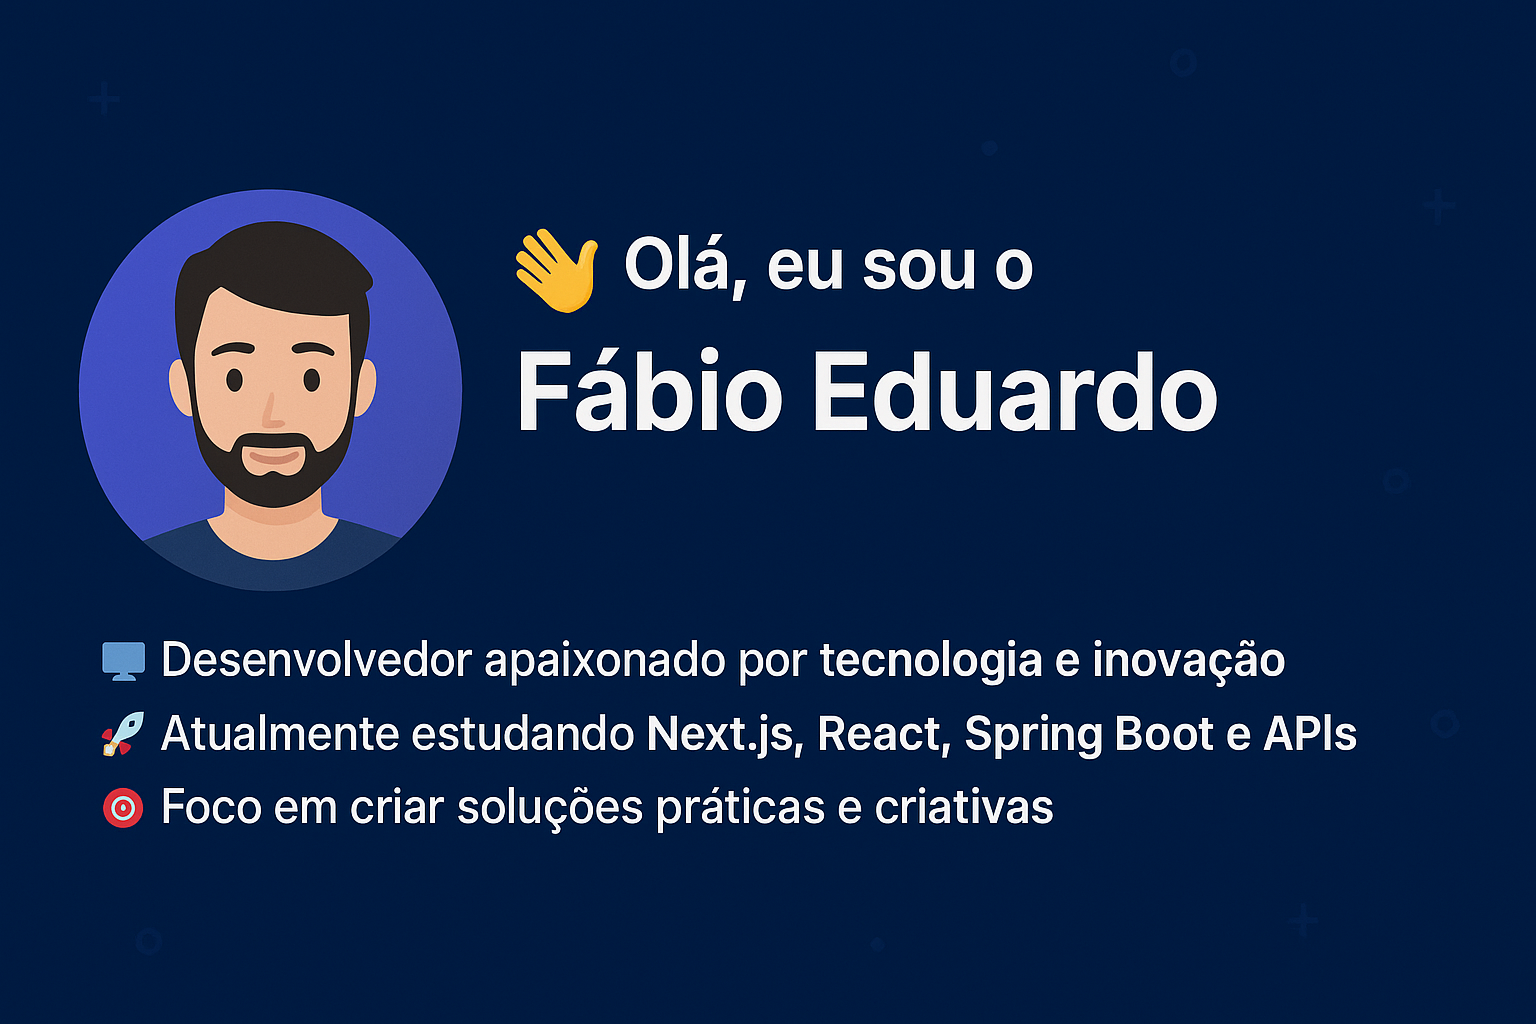 Olá, eu sou o
Fábio Eduardo
Desenvolvedor apaixonado por tecnologia e inovação
Atualmente estudando Next.js, React, Spring Boot e APIs
Foco em criar soluções práticas e criativas